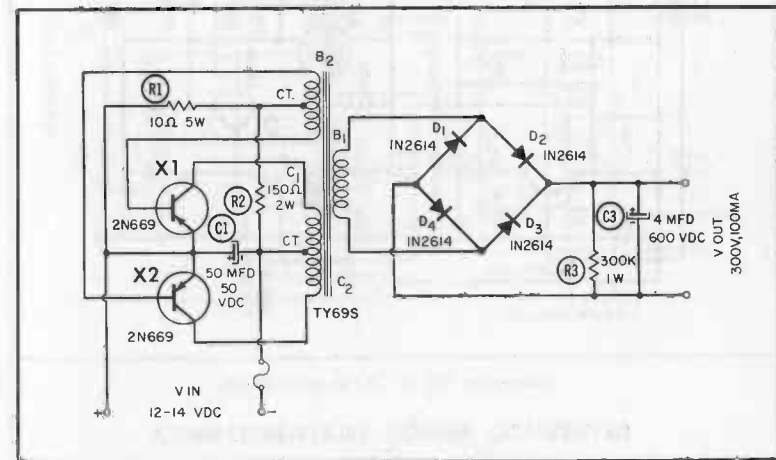 B2
R1
CT.
10Ω 5W
B1
D1
D2
IN2614
IN2614
X1
C1
150Ω
2W
R2
2N669
C1
CT
C3
4 MFD
600 VDC
V OUT
300V,100MA
D4
D3
IN2614
IN2614
X2
50 MFD
50
VDC
C2
R3
300K
1W
TY69S
2N669
V IN
12-14 VDC
+
-